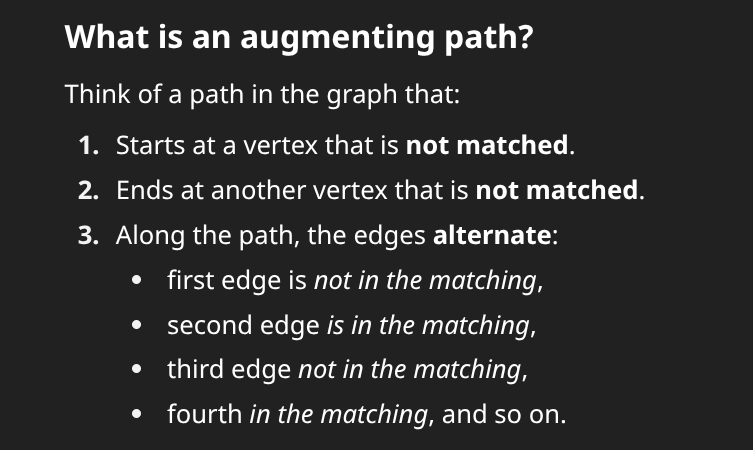 What is an augmenting path?
Think of a path in the graph that:
1. Starts at a vertex that is not matched.
2. Ends at another vertex that is not matched.
3. Along the path, the edges alternate:
• first edge is not in the matching,
• second edge is in the matching,
• third edge not in the matching,
• fourth in the matching, and so on.